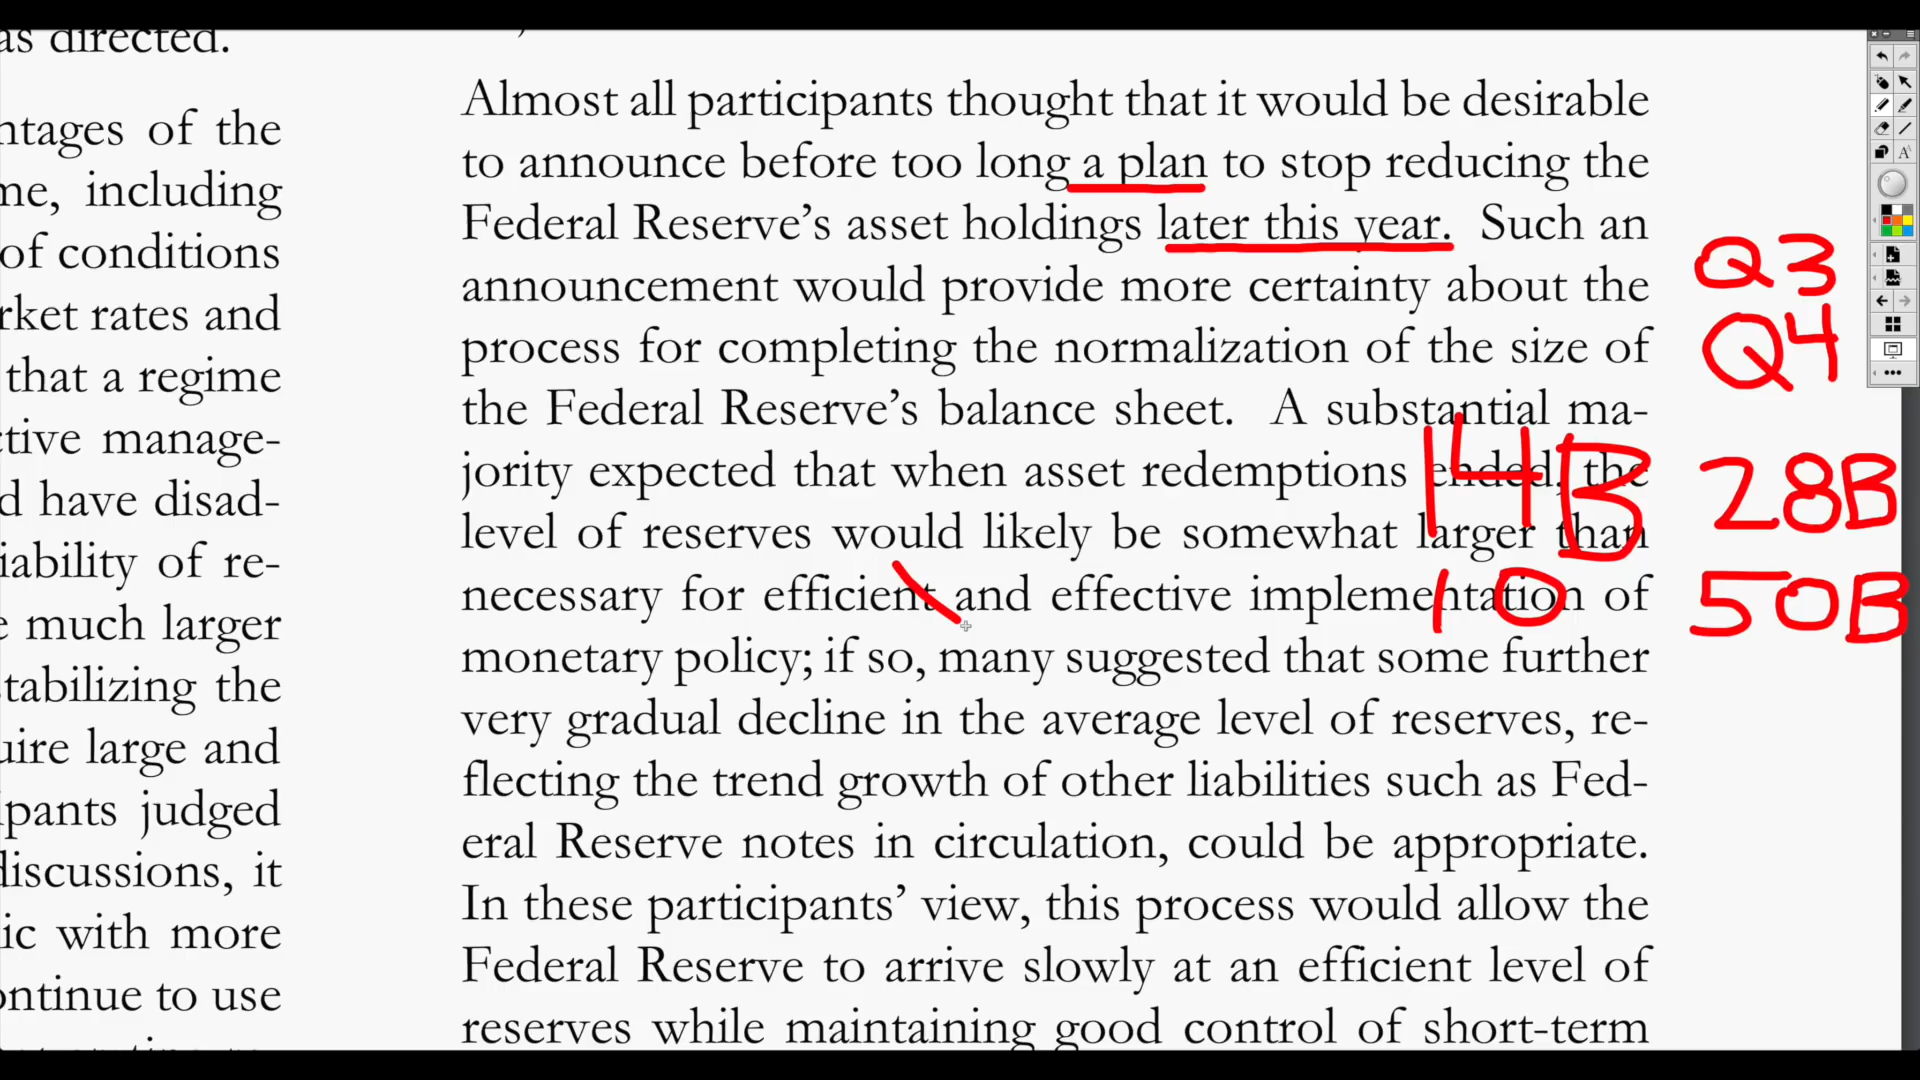 as directed.
ntages of the
me, including
of conditions
rket rates and
that a regime
ctive manage-
d have disad-
iability of re-
e much larger
tabilizing the
uire large and
ipants judged
discussions, it
ic with more
ontinue to use
Almost all participants thought that it would be desirable
to announce before too long a plan to stop reducing the
Federal Reserve’s asset holdings later this year. Such an
announcement would provide more certainty about the
process for completing the normalization of the size of
the Federal Reserve’s balance sheet. A substantial ma-
jority expected that when asset redemptions ended, the
level of reserves would likely be somewhat larger than
necessary for efficient and effective implementation of
monetary policy; if so, many suggested that some further
very gradual decline in the average level of reserves, re-
flecting the trend growth of other liabilities such as Fed-
eral Reserve notes in circulation, could be appropriate.
In these participants’ view, this process would allow the
Federal Reserve to arrive slowly at an efficient level of
reserves while maintaining good control of short-term
Q3
Q4
14B 28B
10 50B